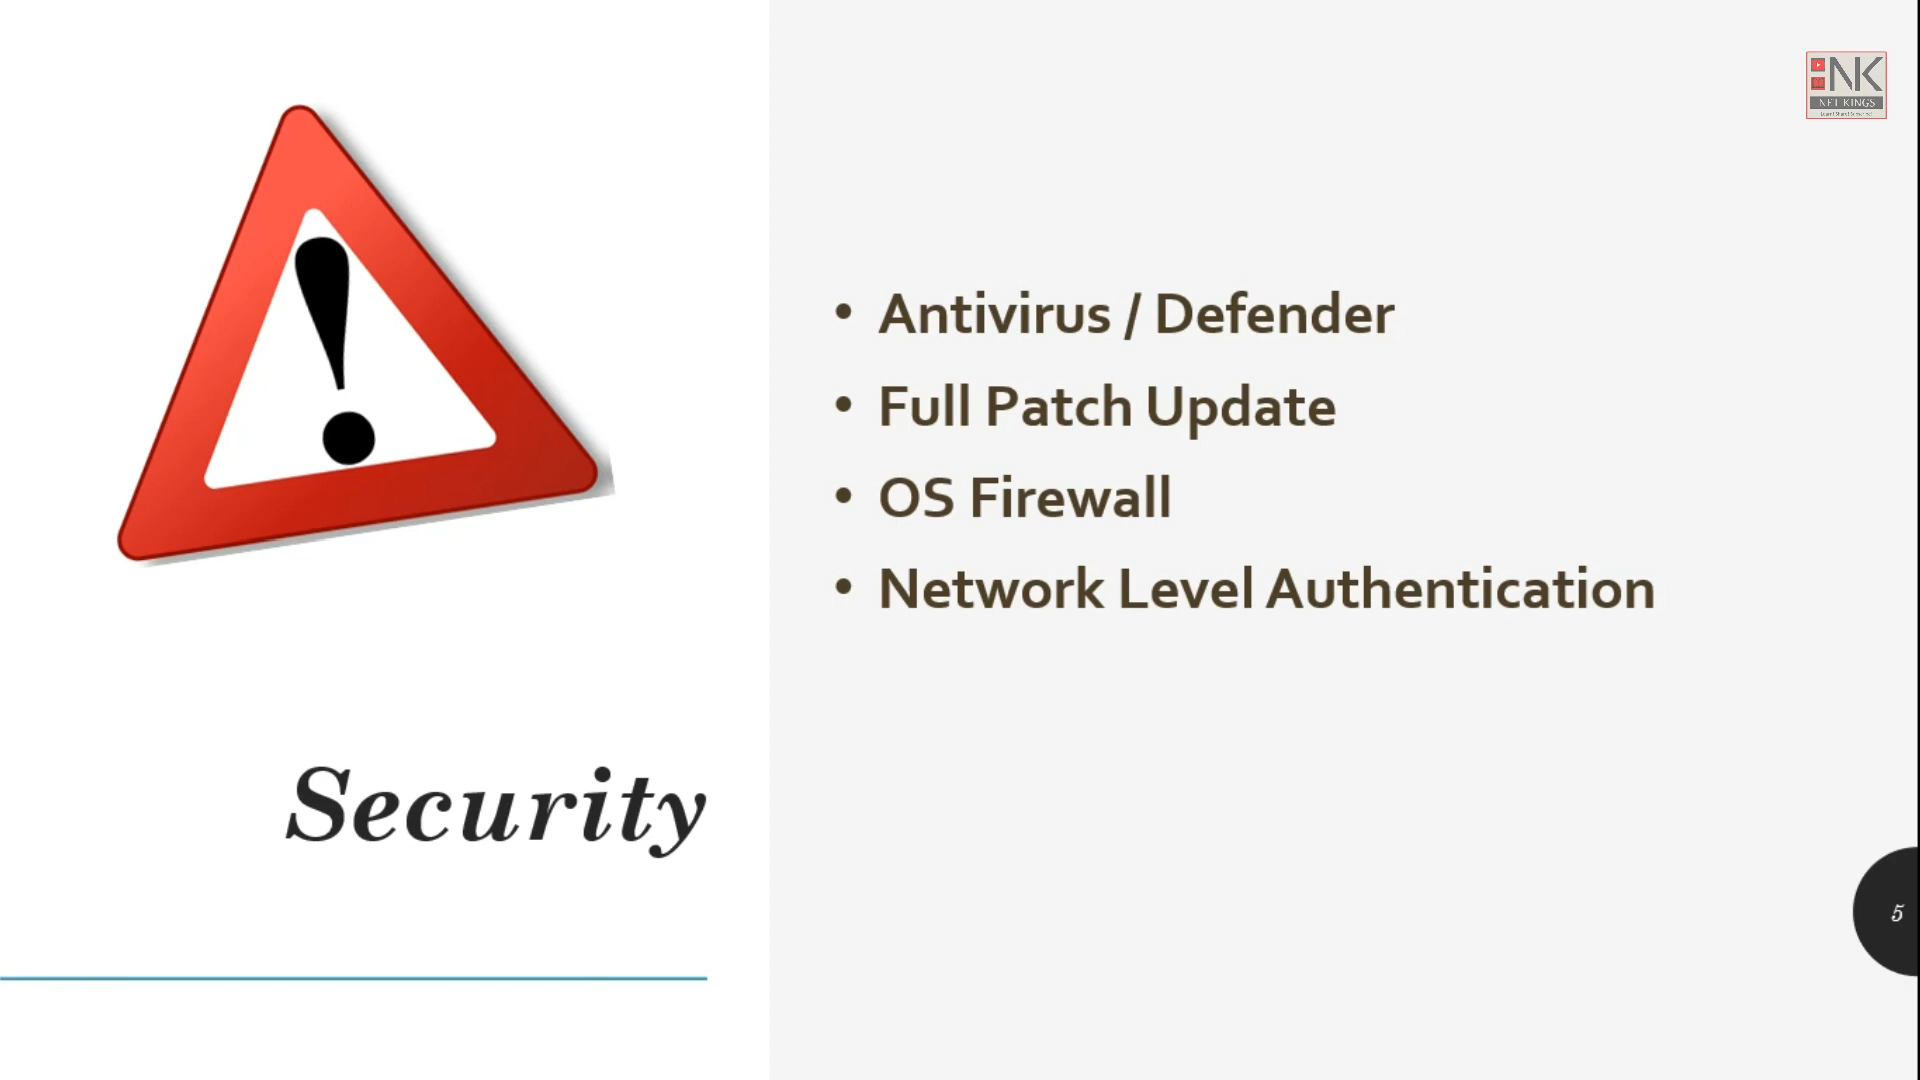 NK
NET KINGS
• Antivirus / Defender
• Full Patch Update
• OS Firewall
• Network Level Authentication
Security
5